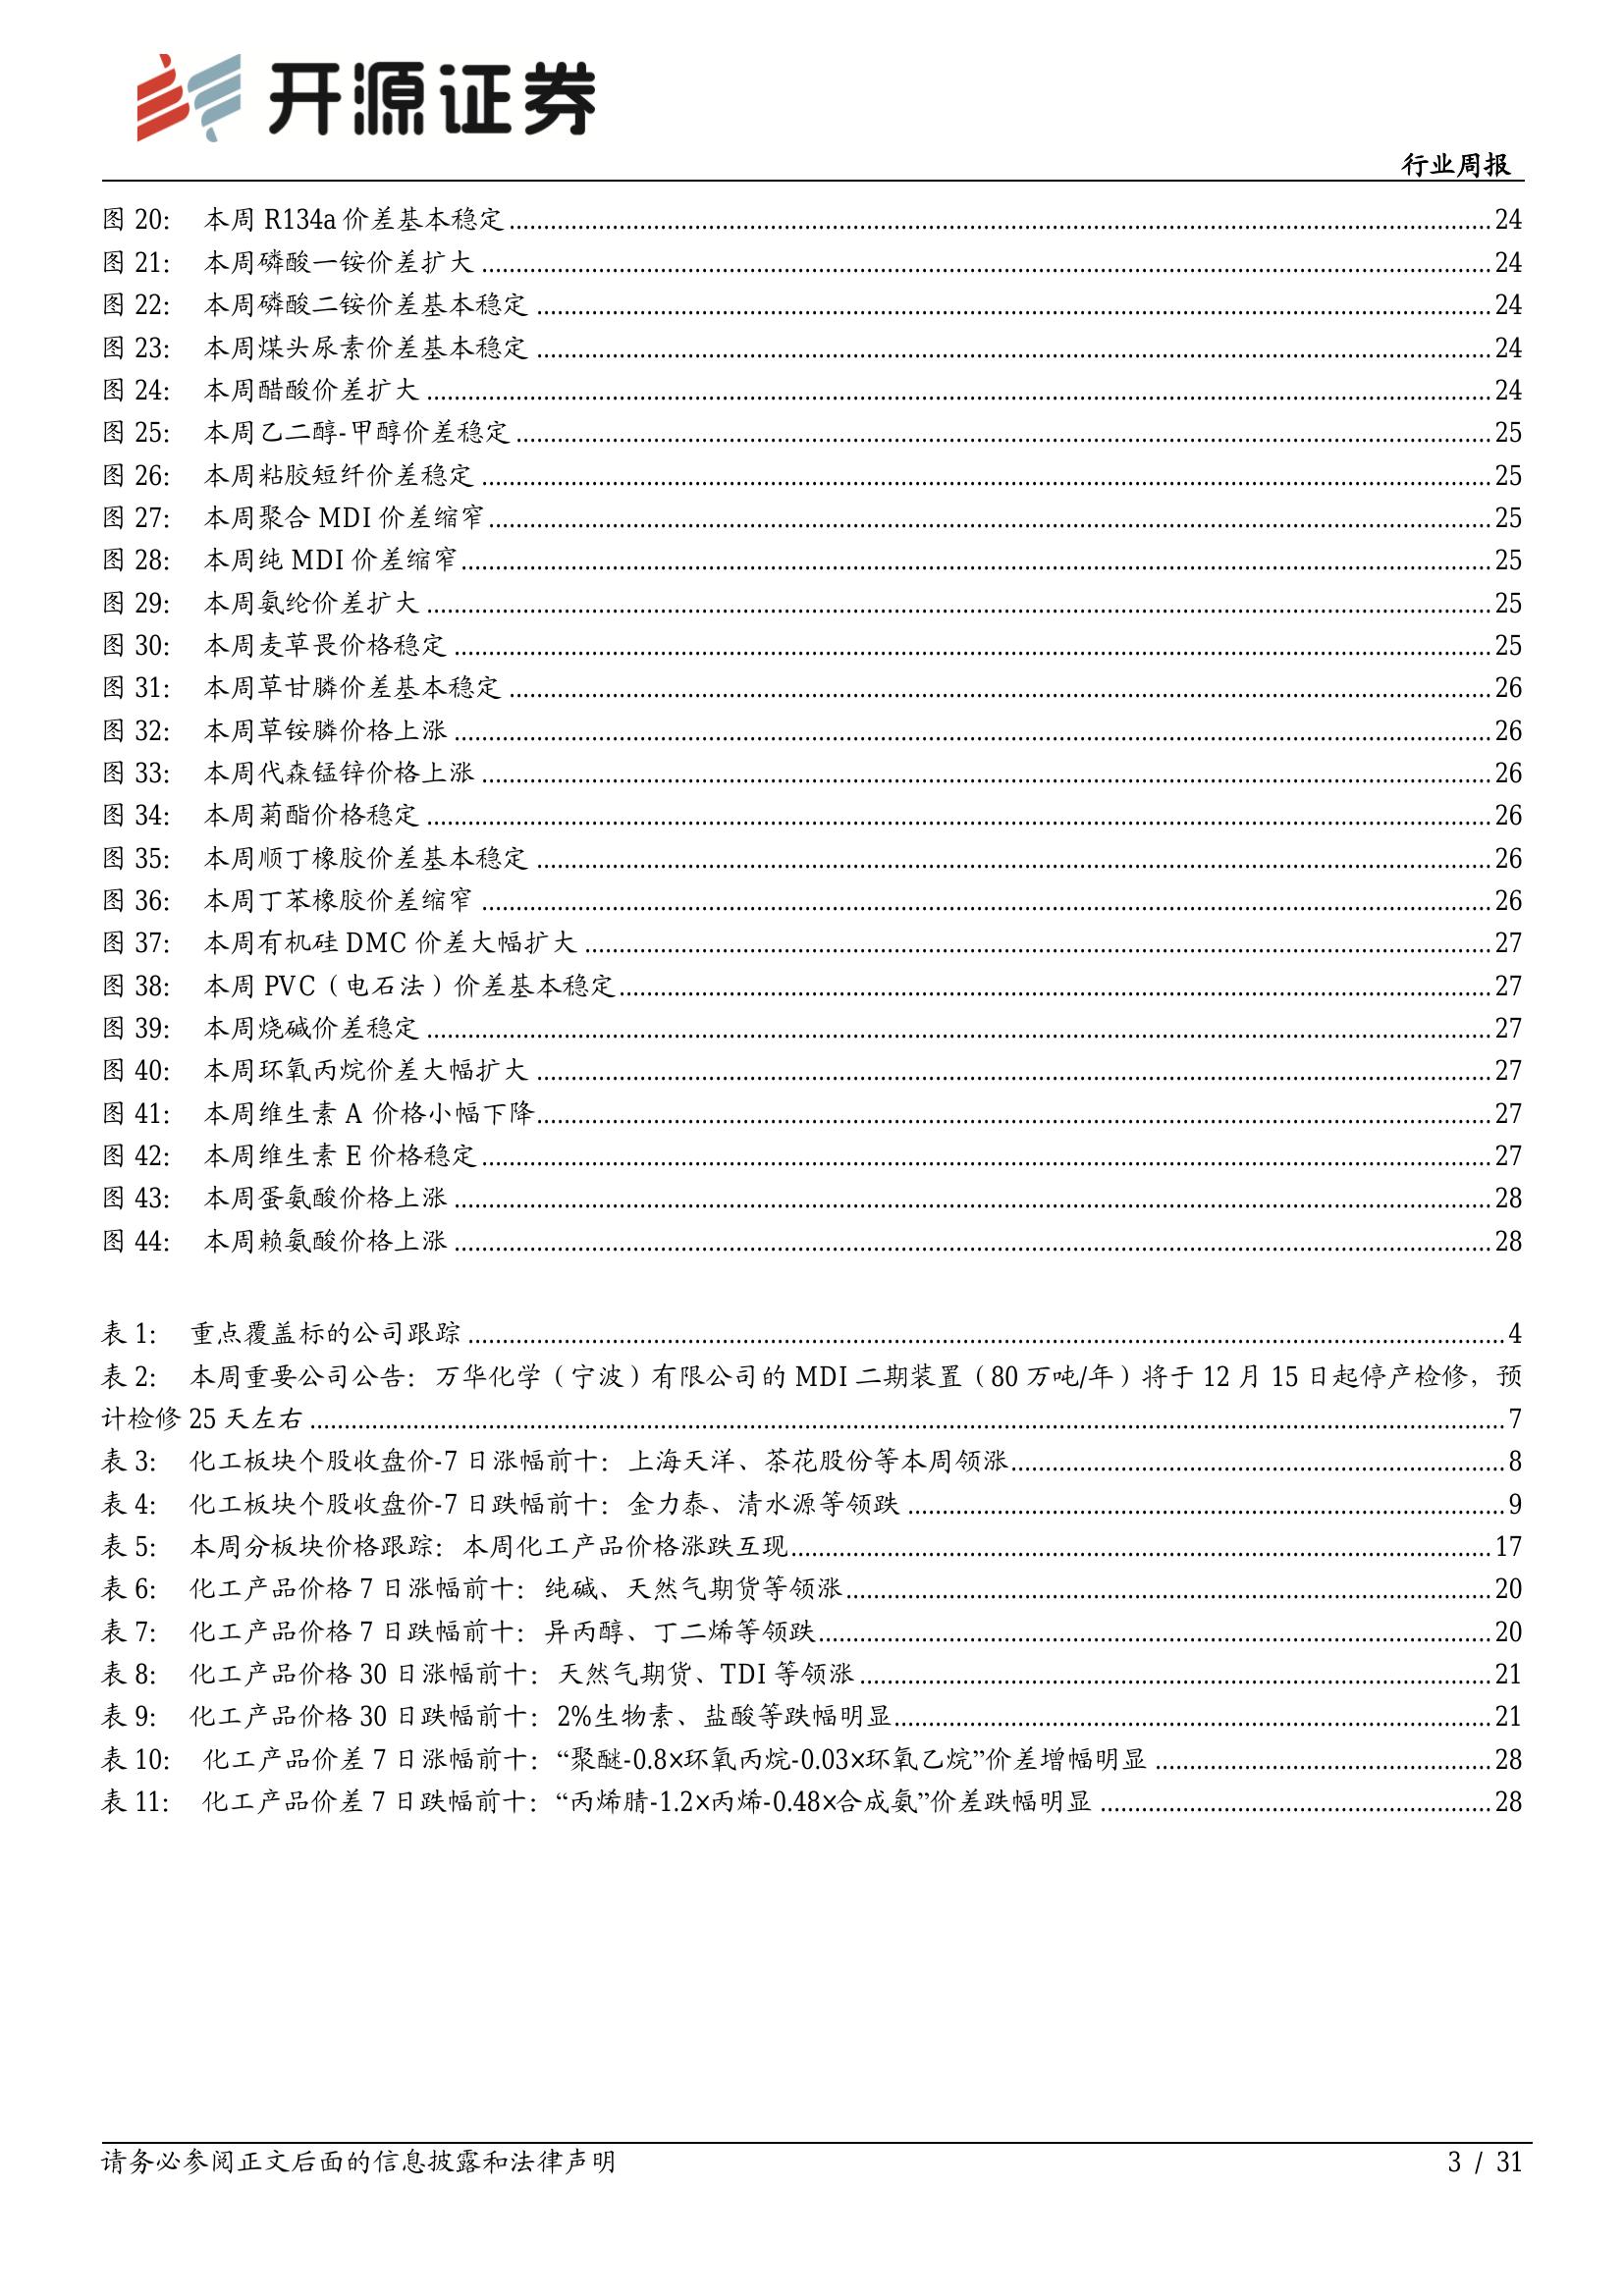 开源证券
行业周报
图 20: 本周 R134a 价差基本稳定 24
图 21: 本周磷酸一铵价差扩大 24
图 22: 本周磷酸二铵价差基本稳定 24
图 23: 本周煤头尿素价差基本稳定 24
图 24: 本周醋酸价差扩大 24
图 25: 本周乙二醇-甲醇价差稳定 25
图 26: 本周粘胶短纤价差稳定 25
图 27: 本周聚合 MDI 价差缩窄 25
图 28: 本周纯 MDI 价差缩窄 25
图 29: 本周氨纶价差扩大 25
图 30: 本周麦草畏价格稳定 25
图 31: 本周草甘膦价差基本稳定 26
图 32: 本周草铵膦价格上涨 26
图 33: 本周代森锰锌价格上涨 26
图 34: 本周菊酯价格稳定 26
图 35: 本周顺丁橡胶价差基本稳定 26
图 36: 本周丁苯橡胶价差缩窄 26
图 37: 本周有机硅 DMC 价差大幅扩大 27
图 38: 本周 PVC（电石法）价差基本稳定 27
图 39: 本周烧碱价差稳定 27
图 40: 本周环氧丙烷价差大幅扩大 27
图 41: 本周维生素 A 价格小幅下降 27
图 42: 本周维生素 E 价格稳定 27
图 43: 本周蛋氨酸价格上涨 28
图 44: 本周赖氨酸价格上涨 28
表 1: 重点覆盖标的公司跟踪 4
表 2: 本周重要公司公告：万华化学（宁波）有限公司的 MDI 二期装置（80 万吨/年）将于 12 月 15 日起停产检修，预
计检修 25 天左右 7
表 3: 化工板块个股收盘价-7 日涨幅前十：上海天洋、茶花股份等本周领涨 8
表 4: 化工板块个股收盘价-7 日跌幅前十：金力泰、清水源等领跌 9
表 5: 本周分板块价格跟踪：本周化工产品价格涨跌互现 17
表 6: 化工产品价格 7 日涨幅前十：纯碱、天然气期货等领涨 20
表 7: 化工产品价格 7 日跌幅前十：异丙醇、丁二烯等领跌 20
表 8: 化工产品价格 30 日涨幅前十：天然气期货、TDI 等领涨 21
表 9: 化工产品价格 30 日跌幅前十：2%生物素、盐酸等跌幅明显 21
表 10: 化工产品价差 7 日涨幅前十：“聚醚-0.8×环氧丙烷-0.03×环氧乙烷”价差增幅明显 28
表 11: 化工产品价差 7 日跌幅前十：“丙烯腈-1.2×丙烯-0.48×合成氨”价差跌幅明显 28
请务必参阅正文后面的信息披露和法律声明
3 / 31